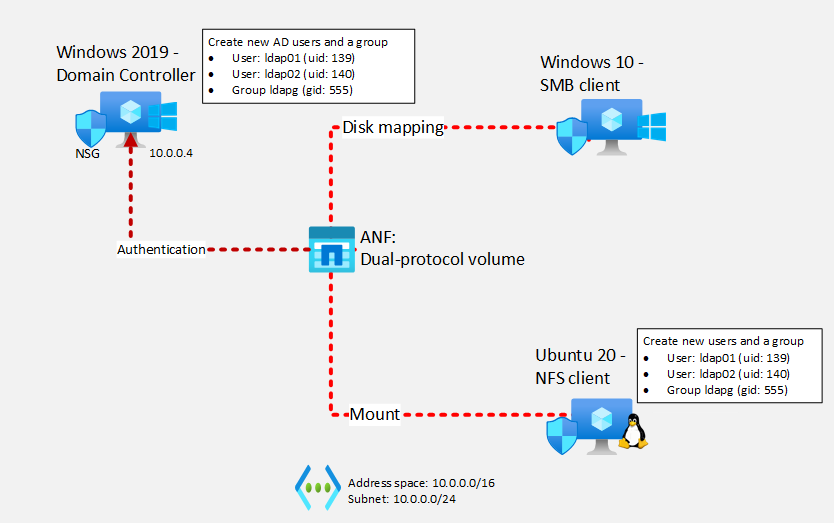 Windows 2019 -
Domain Controller
Create new AD users and a group
• User: ldap01 (uid: 139)
• User: ldap02 (uid: 140)
• Group ldapg (gid: 555)
NSG
10.0.0.4
Windows 10 -
SMB client
Disk mapping
Authentication
ANF:
Dual-protocol volume
Ubuntu 20 -
NFS client
Create new users and a group
• User: ldap01 (uid: 139)
• User: ldap02 (uid: 140)
• Group ldapg (gid: 555)
Mount
Address space: 10.0.0.0/16
Subnet: 10.0.0.0/24